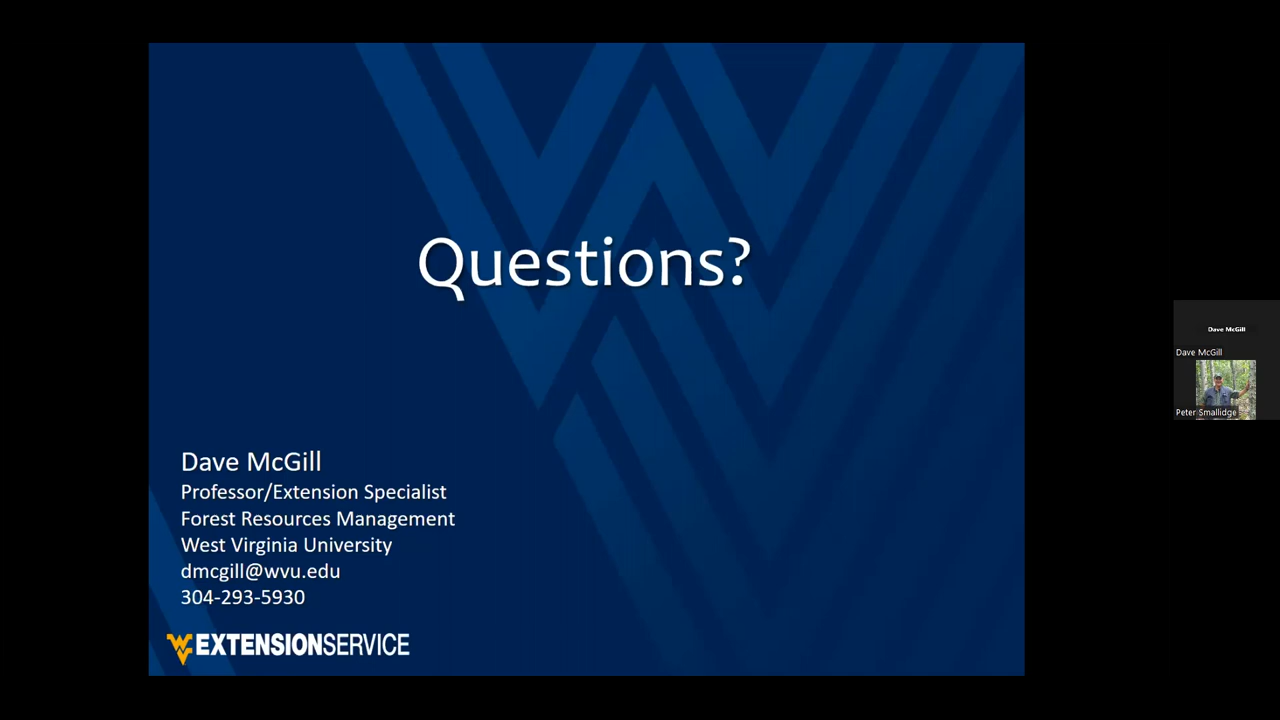 Questions?
Dave McGill
Professor/Extension Specialist
Forest Resources Management
West Virginia University
dmcgill@wvu.edu
304-293-5930
WV EXTENSIONSERVICE
Dave McGill
Dave McGill
Peter Smallidge